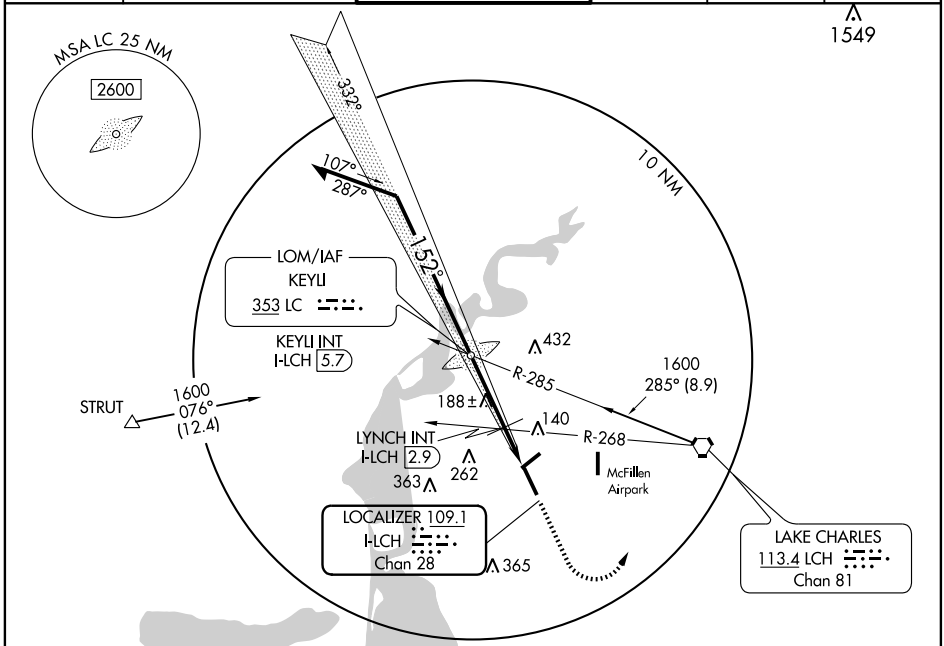 MSA LC 25 NM
2600
1549
332°
10 NM
107°
287°
152°
LOM/IAF
KEYLI
353 LC
KEYLI INT
I-LCH 5.7
432
1600
285° (8.9)
R-285
STRUT
1600
076°
(12.4)
188±
140
R-268
LYNCH INT
I-LCH 2.9
262
363
McFillen
Airpark
LOCALIZER 109.1
I-LCH
Chan 28
365
LAKE CHARLES
113.4 LCH
Chan 81